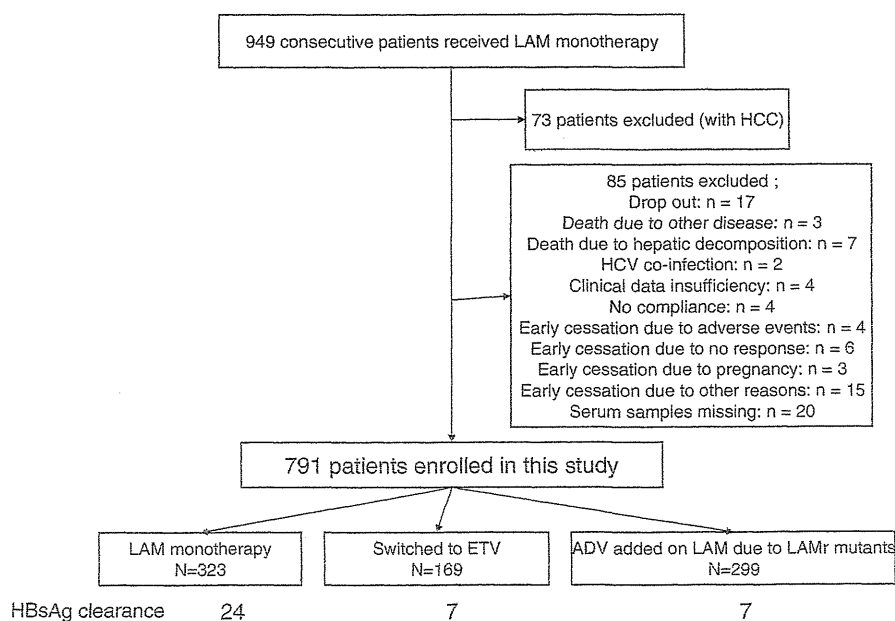 949 consecutive patients received LAM monotherapy
73 patients excluded (with HCC)
85 patients excluded ;
Drop out: n = 17
Death due to other disease: n = 3
Death due to hepatic decomposition: n = 7
HCV co-infection: n = 2
Clinical data insufficiency: n = 4
No compliance: n = 4
Early cessation due to adverse events: n = 4
Early cessation due to no response: n = 6
Early cessation due to pregnancy: n = 3
Early cessation due to other reasons: n = 15
Serum samples missing: n = 20
791 patients enrolled in this study
LAM monotherapy
N=323
Switched to ETV
N=169
ADV added on LAM due to LAMr mutants
N=299
HBsAg clearance 24 7 7